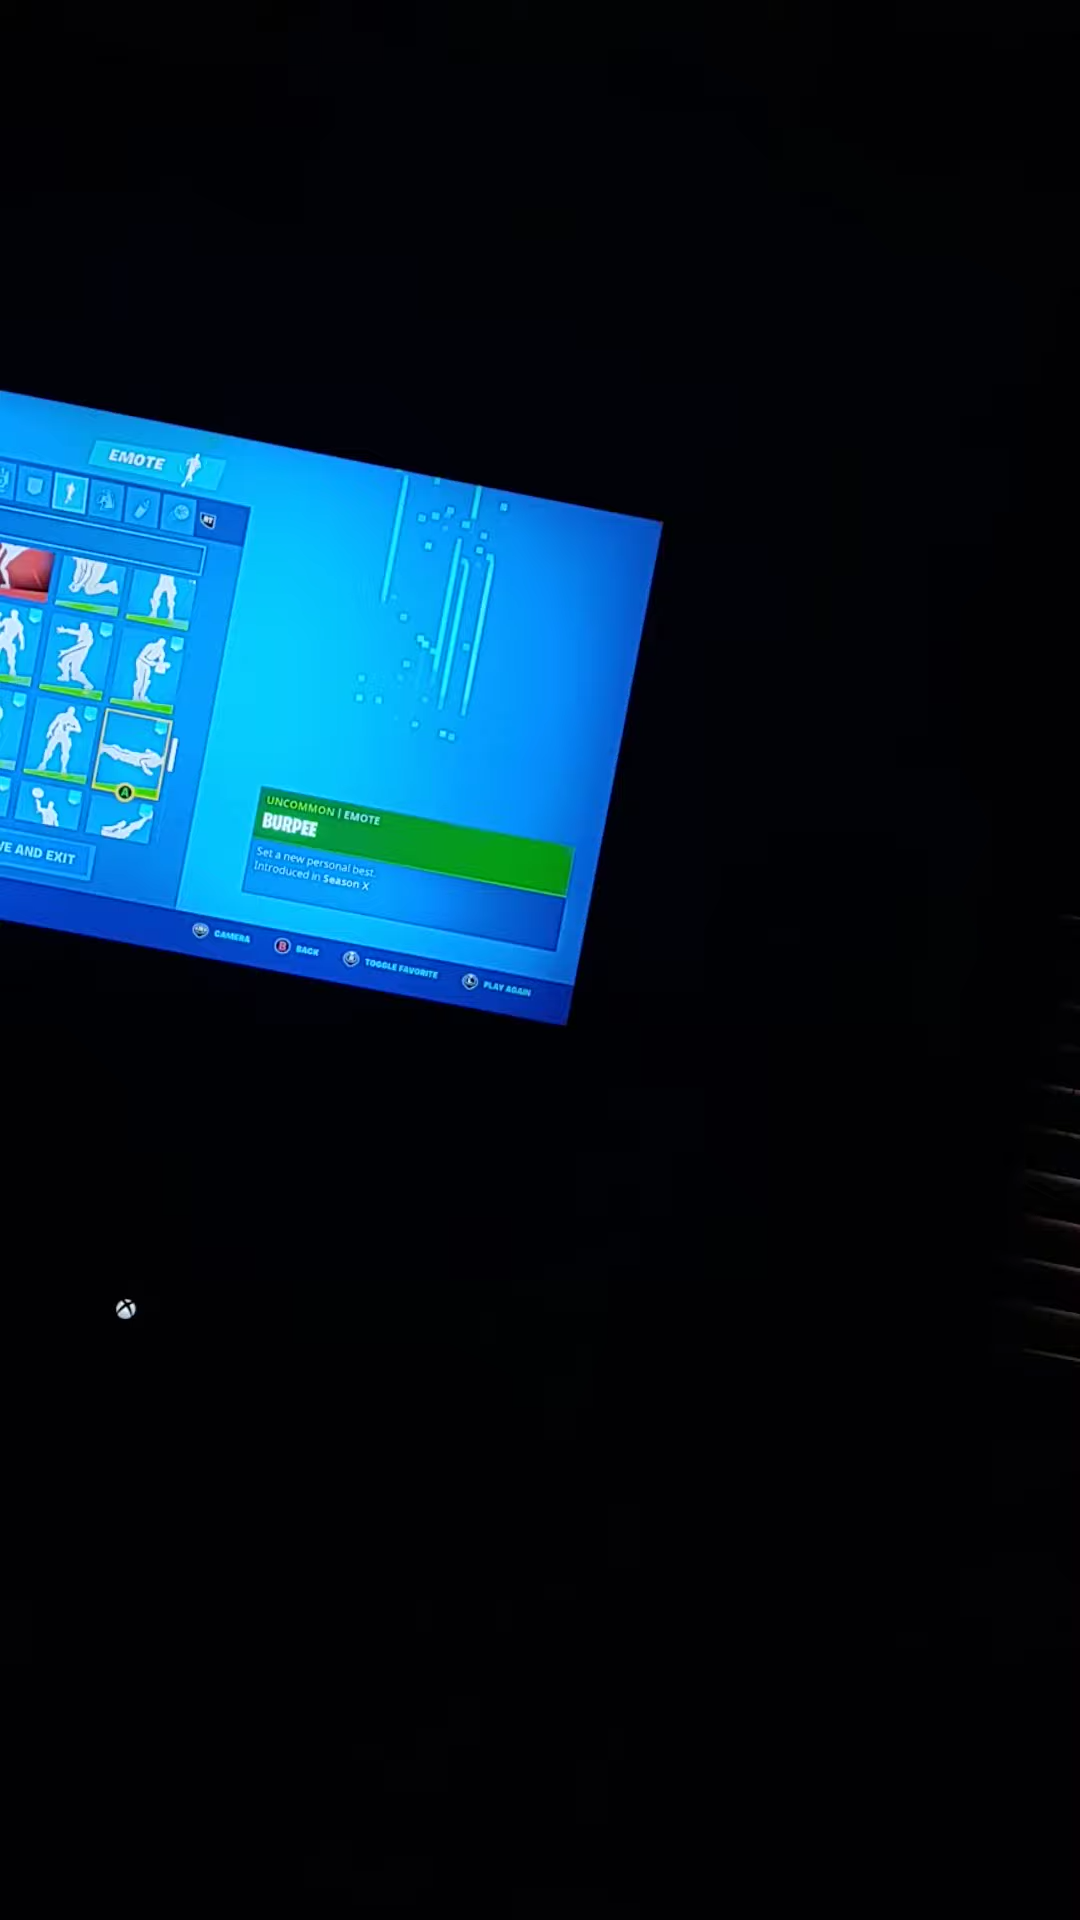 EMOTE
RT
A
VE AND EXIT
UNCOMMON | EMOTE
BURPEE
Set a new personal best.
Introduced in Season X
CAMERA
B BACK
TOGGLE FAVORITE
PLAY AGAIN